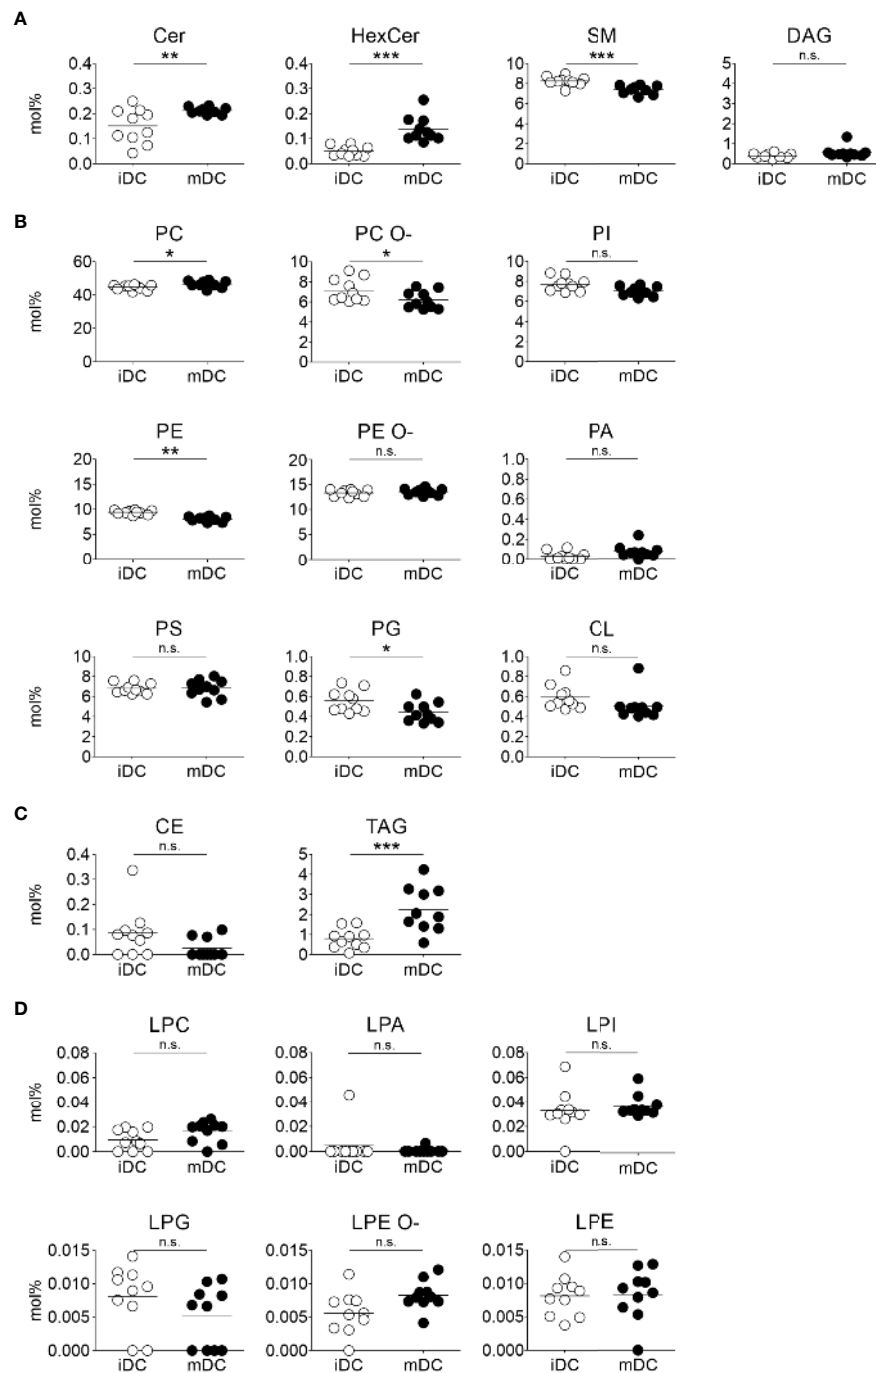 A
Cer HexCer SM DAG
** *** *** n.s.
0.4 0.4 10 5
0.3 0.3 8 4
mol% 0.2 0.2 6 3
4 2
0.1 0.1 2 1
0.0 0.0 0 0
iDC mDC iDC mDC iDC mDC iDC mDC
B
PC PC O- PI
* * n.s.
60 10 10
8 8
mol% 40 6 6
20 4 4
2 2
0 0 0
iDC mDC iDC mDC iDC mDC
PE PE O- PA
** n.s. n.s.
20 20 1.0
15 15 0.8
mol% 10 10 0.6
0.4
5 5 0.2
0 0 0.0
iDC mDC iDC mDC iDC mDC
PS PG CL
n.s. * n.s.
10 1.0 1.0
8 0.8 0.8
mol% 6 0.6 0.6
4 0.4 0.4
2 0.2 0.2
0 0.0 0.0
iDC mDC iDC mDC iDC mDC
C
CE TAG
n.s. ***
0.4 5
0.3 4
mol% 0.2 3
2
0.1 1
0.0 0
iDC mDC iDC mDC
D
LPC LPA LPI
n.s. n.s. n.s.
0.08 0.08 0.08
0.06 0.06 0.06
mol% 0.04 0.04 0.04
0.02 0.02 0.02
0.00 0.00 0.00
iDC mDC iDC mDC iDC mDC
LPG LPE O- LPE
n.s. n.s. n.s.
0.015 0.015 0.015
mol% 0.010 0.010 0.010
0.005 0.005 0.005
0.000 0.000 0.000
iDC mDC iDC mDC iDC mDC